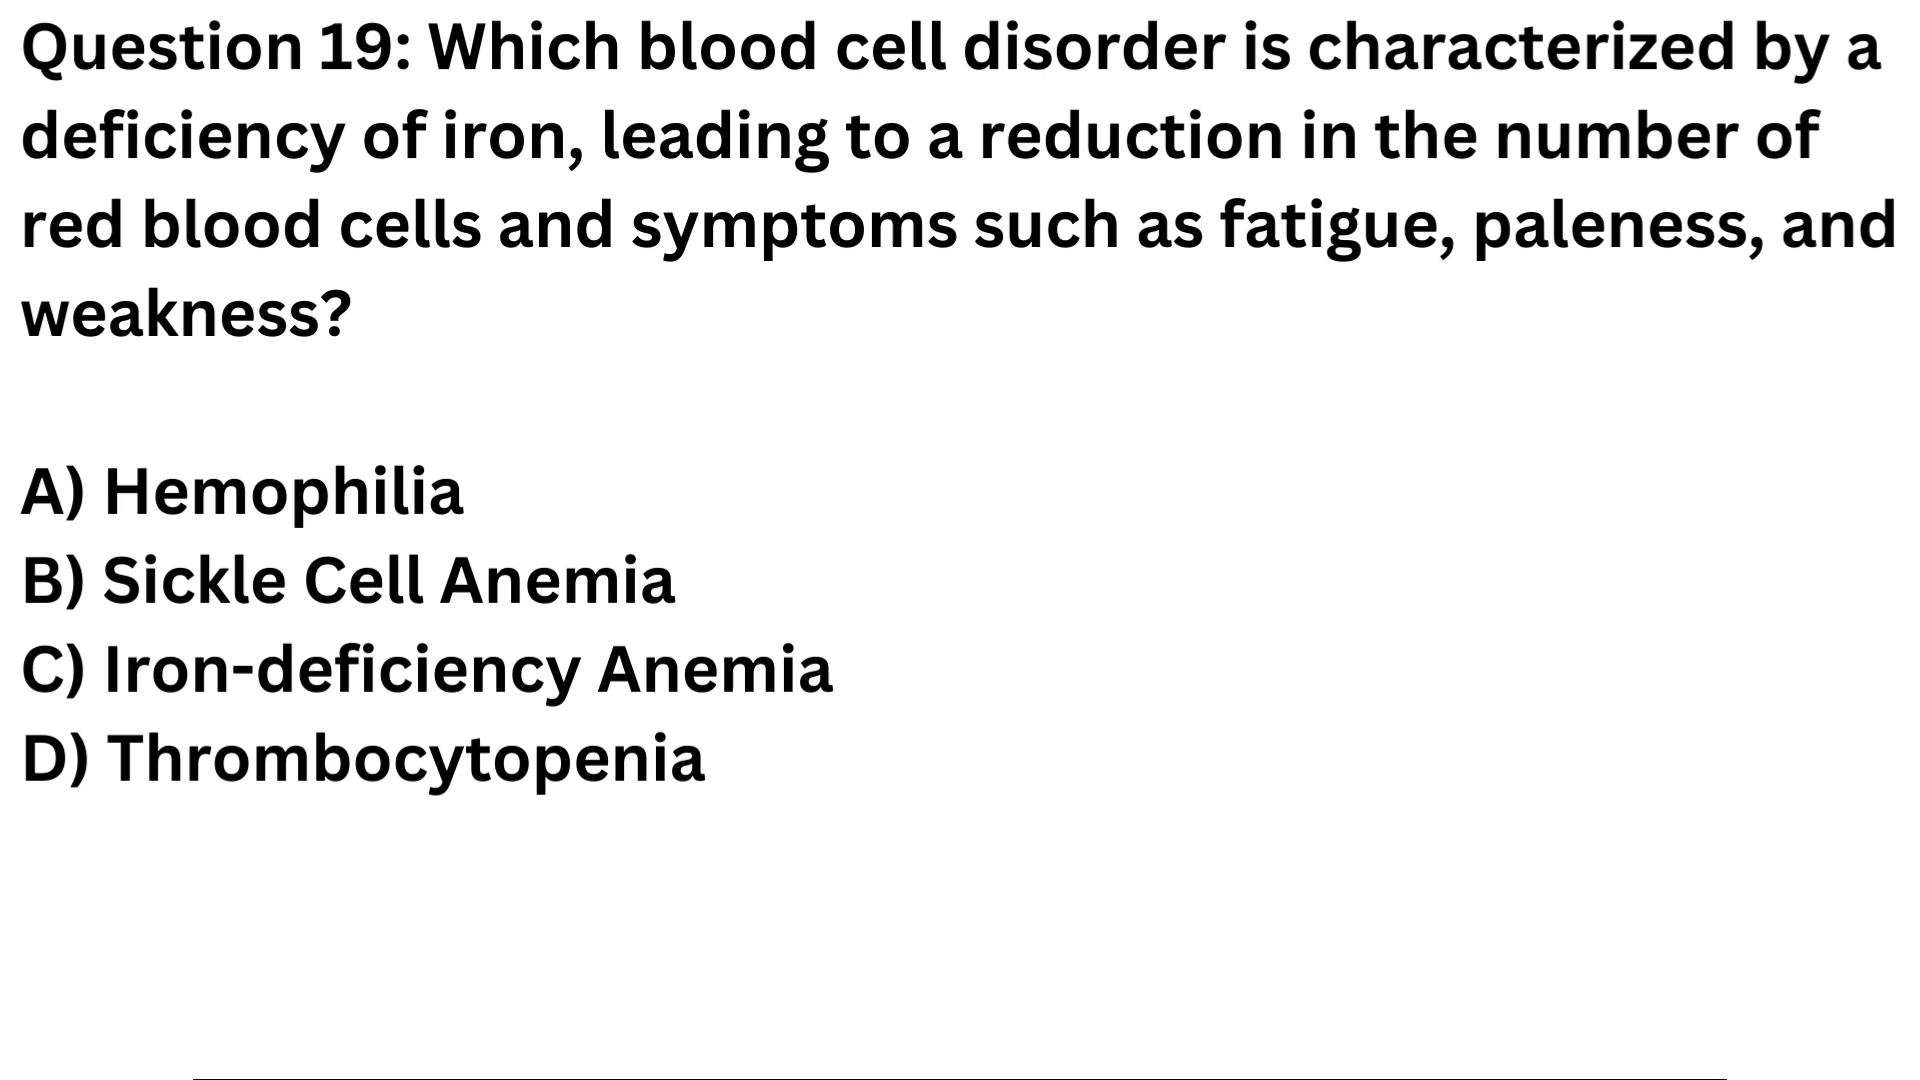 Question 19: Which blood cell disorder is characterized by a
deficiency of iron, leading to a reduction in the number of
red blood cells and symptoms such as fatigue, paleness, and
weakness?
A) Hemophilia
B) Sickle Cell Anemia
C) Iron-deficiency Anemia
D) Thrombocytopenia